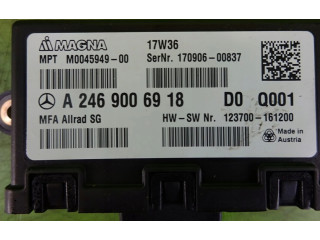 MAGNA 17W36
MPT M0045949-00 SerNr. 170906-00837
A 246 900 69 18 D0 Q001
MFA Allrad SG HW-SW Nr. 123700-161200
Made in
Austria